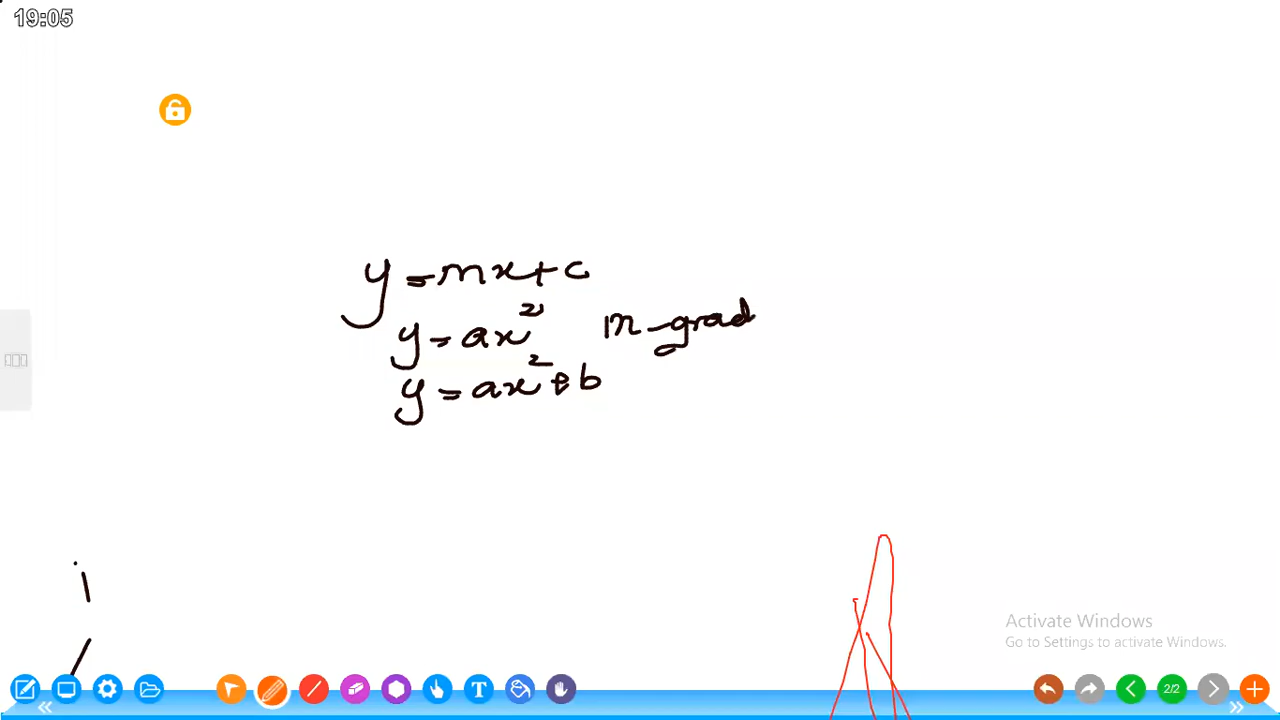 19:05
y = mx + c
y = ax²
m - grad
y = ax² + b
i
Activate Windows
Go to Settings to activate Windows.
T
2/2